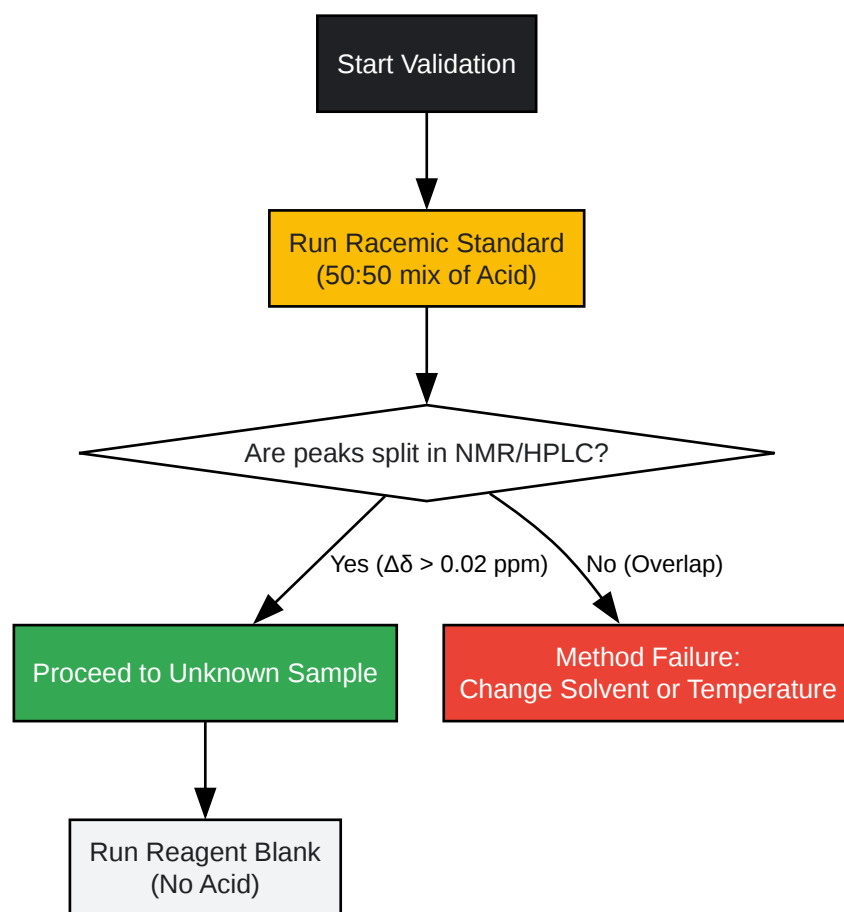 Start Validation
Run Racemic Standard
(50:50 mix of Acid)
Are peaks split in NMR/HPLC?
Yes (Δδ > 0.02 ppm)
No (Overlap)
Proceed to Unknown Sample
Method Failure:
Change Solvent or Temperature
Run Reagent Blank
(No Acid)